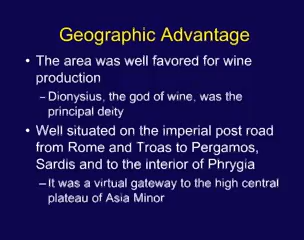 Geographic Advantage
• The area was well favored for wine
production
– Dionysius, the god of wine, was the
principal deity
• Well situated on the imperial post road
from Rome and Troas to Pergamos,
Sardis and to the interior of Phrygia
– It was a virtual gateway to the high central
plateau of Asia Minor